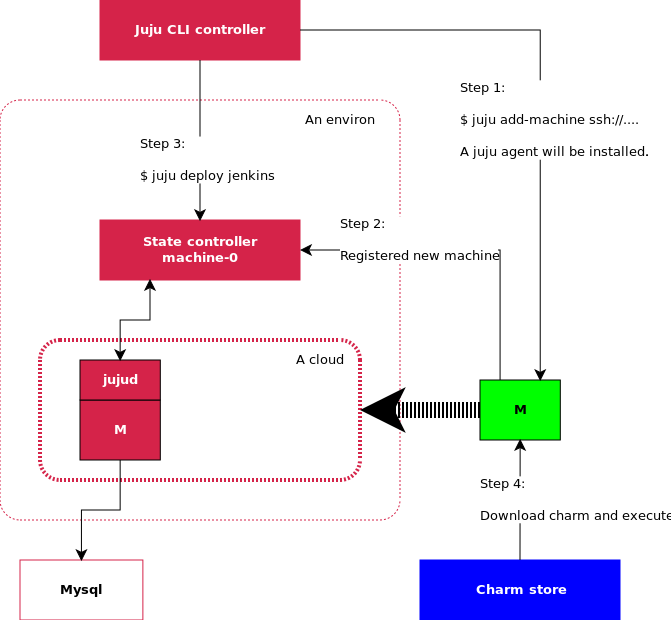 Juju CLI controller
Step 1:
$ juju add-machine ssh://....
A juju agent will be installed.
An environ
Step 3:
$ juju deploy jenkins
Step 2:
Registered new machine
State controller
machine-0
A cloud
jujud
M
M
Step 4:
Download charm and execute
Mysql
Charm store